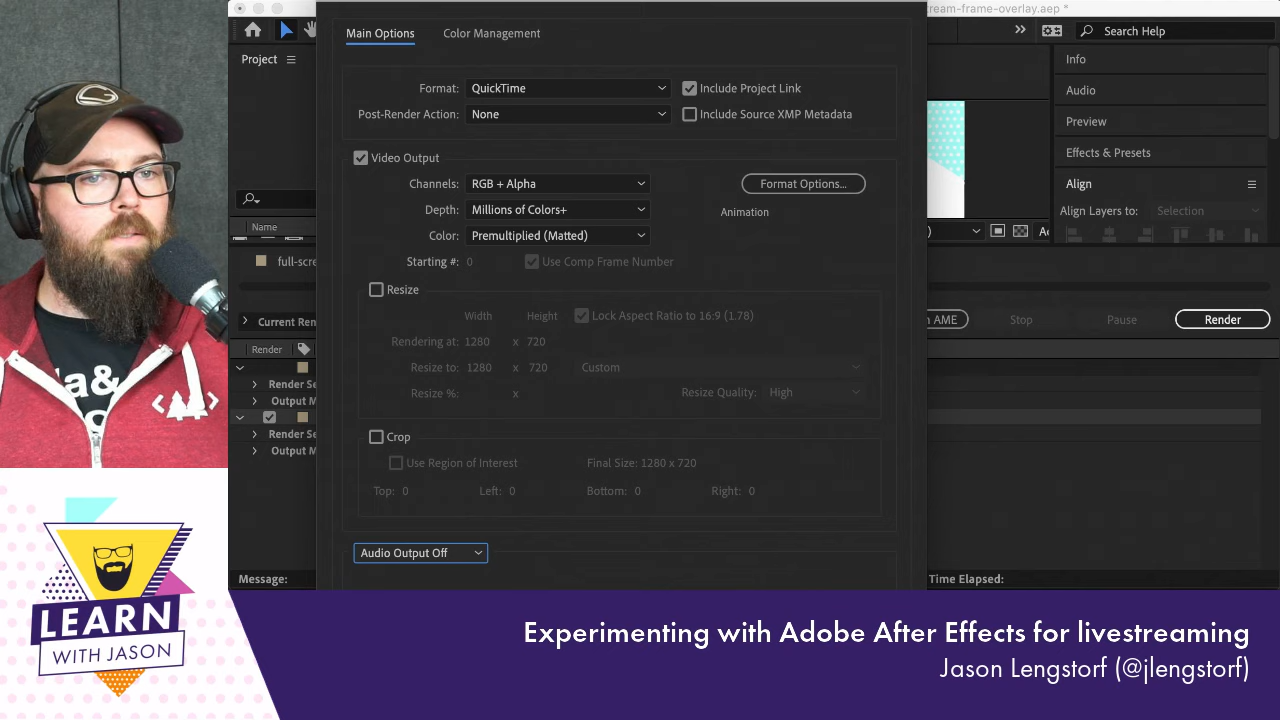 ream-frame-overlay.aep *
Search Help
Project
Main Options
Color Management
Info
Audio
Preview
Effects & Presets
Align
Align Layers to: Selection
Format: QuickTime
Include Project Link
Post-Render Action: None
Include Source XMP Metadata
Video Output
Channels: RGB + Alpha
Format Options...
Depth: Millions of Colors+
Animation
Color: Premultiplied (Matted)
Starting #: 0
Use Comp Frame Number
Name
full-scre
Resize
Width
Height
Lock Aspect Ratio to 16:9 (1.78)
Rendering at: 1280 x 720
Resize to: 1280 x 720 Custom
Resize %: x
Resize Quality: High
Current Ren
AME
Stop
Pause
Render
Render
Render Se
Output M
Render Se
Output M
Crop
Use Region of Interest
Final Size: 1280 x 720
Top: 0
Left: 0
Bottom: 0
Right: 0
Audio Output Off
Message:
Time Elapsed:
LEARN
WITH JASON
Experimenting with Adobe After Effects for livestreaming
Jason Lengstorf (@jlengstorf)